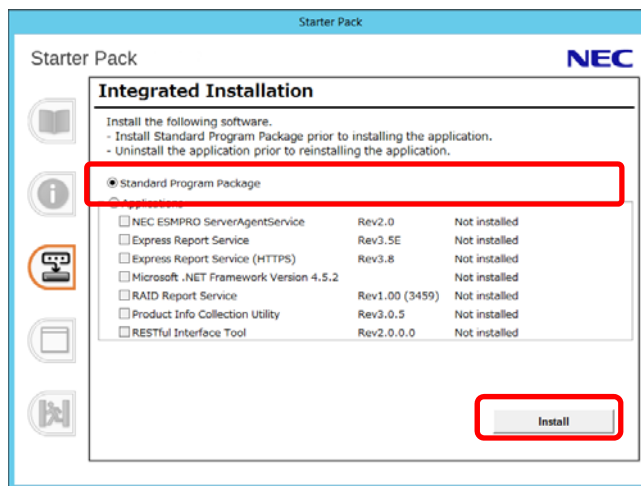 Starter Pack
Starter Pack
NEC
Integrated Installation
Install the following software.
- Install Standard Program Package prior to installing the application.
- Uninstall the application prior to reinstalling the application.
Standard Program Package
Applications
NEC ESMPRO ServerAgentService Rev2.0 Not installed
Express Report Service Rev3.5E Not installed
Express Report Service (HTTPS) Rev3.8 Not installed
Microsoft .NET Framework Version 4.5.2 Not installed
RAID Report Service Rev1.00 (3459) Not installed
Product Info Collection Utility Rev3.0.5 Not installed
RESTful Interface Tool Rev2.0.0.0 Not installed
Install